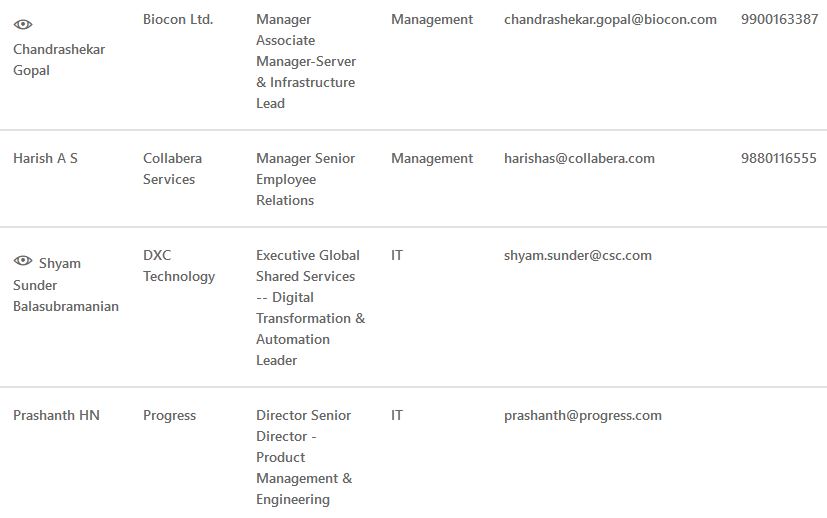 Chandrashekar
Gopal
Biocon Ltd.
Manager
Associate
Manager-Server
& Infrastructure
Lead
Management
chandrashekar.gopal@biocon.com
9900163387
Harish A S
Collabera
Services
Manager Senior
Employee
Relations
Management
harishas@collabera.com
9880116555
Shyam
Sunder
Balasubramanian
DXC
Technology
Executive Global
Shared Services
-- Digital
Transformation &
Automation
Leader
IT
shyam.sunder@csc.com
Prashanth HN
Progress
Director Senior
Director -
Product
Management &
Engineering
IT
prashanth@progress.com